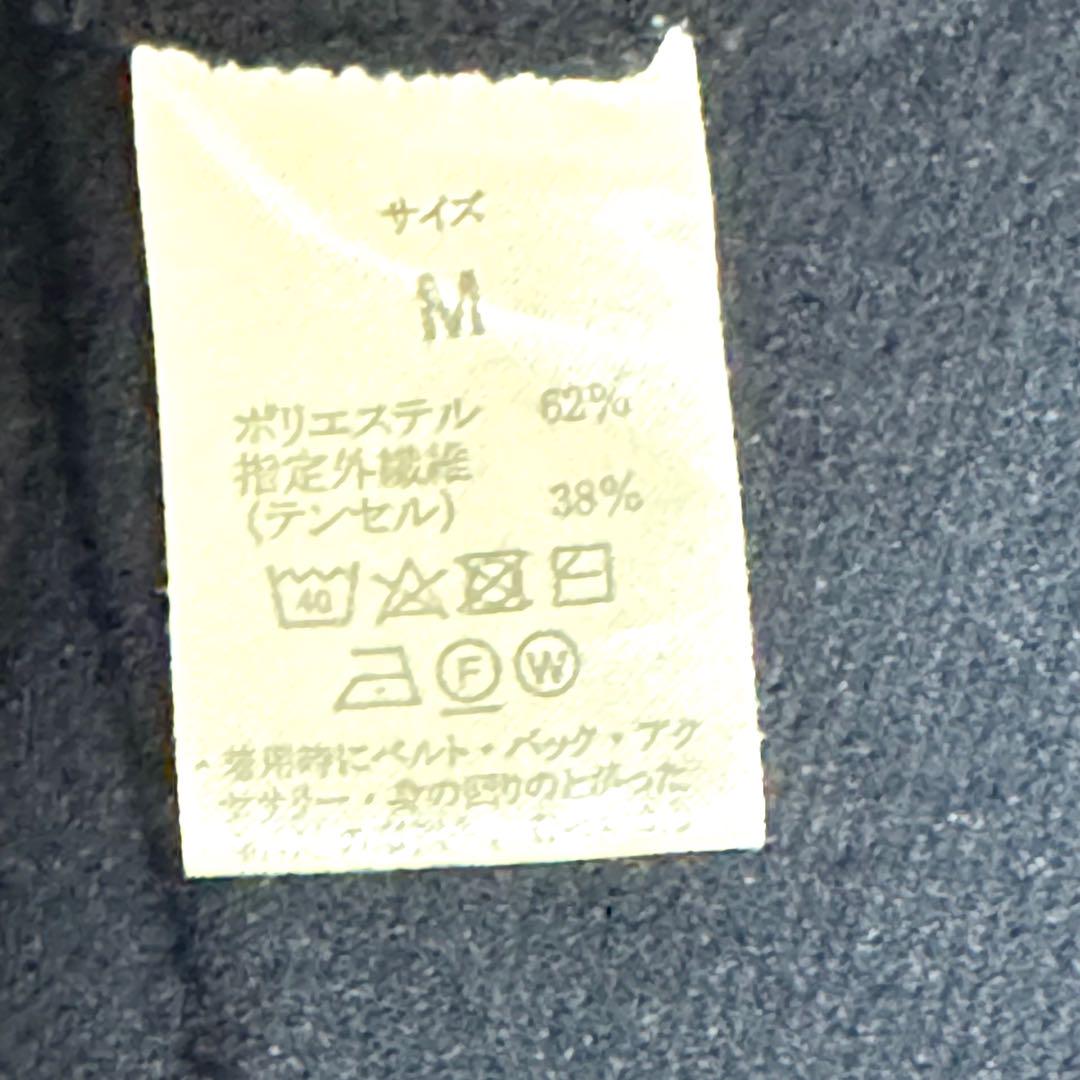 サイズ
M
ポリエステル 62%
指定外繊維
(テンセル) 38%
40
F W
着用時にベルト・バック・アク
セサリー・身の回りのとがった